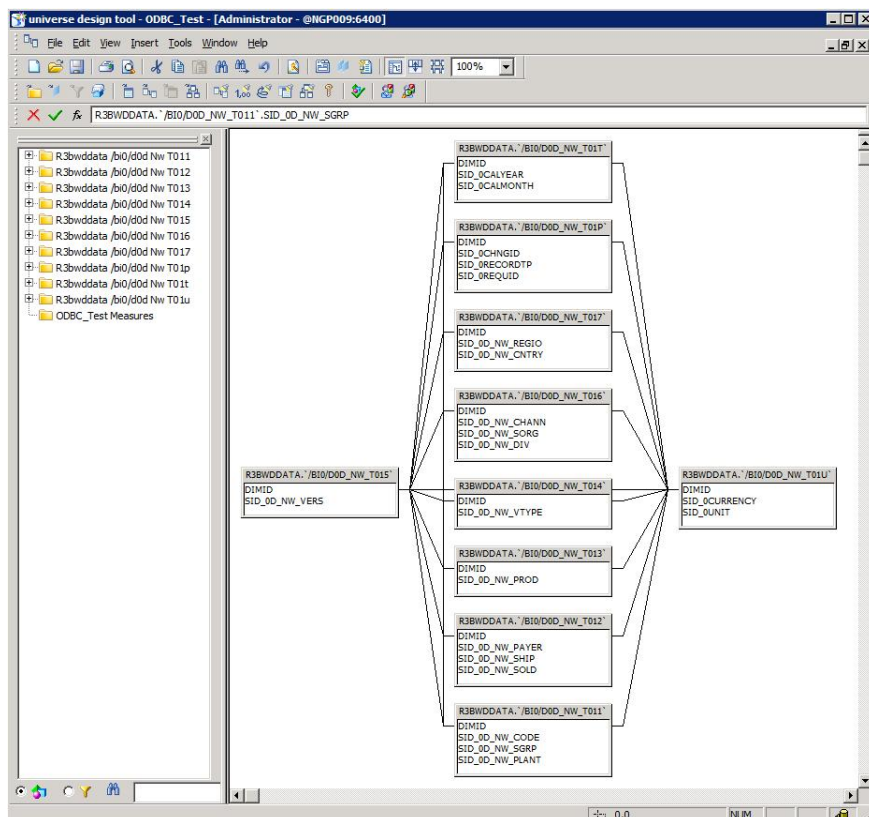 universe design tool - ODBC_Test - [Administrator - @NGP009:6400]
File Edit View Insert Tools Window Help
100%
R3BWDDATA.`/BI0/D0D_NW_T011`.SID_0D_NW_SGRP
R3bwddata /bi0/d0d Nw T011
R3bwddata /bi0/d0d Nw T012
R3bwddata /bi0/d0d Nw T013
R3bwddata /bi0/d0d Nw T014
R3bwddata /bi0/d0d Nw T015
R3bwddata /bi0/d0d Nw T016
R3bwddata /bi0/d0d Nw T017
R3bwddata /bi0/d0d Nw T01p
R3bwddata /bi0/d0d Nw T01t
R3bwddata /bi0/d0d Nw T01u
ODBC_Test Measures
R3BWDDATA.`/BI0/D0D_NW_T015`
DIMID
SID_0D_NW_VERS
R3BWDDATA.`/BI0/D0D_NW_T01T`
DIMID
SID_0CALYEAR
SID_0CALMONTH
R3BWDDATA.`/BI0/D0D_NW_T01P`
DIMID
SID_0CHNGID
SID_0RECORDTP
SID_0REQUID
R3BWDDATA.`/BI0/D0D_NW_T017`
DIMID
SID_0D_NW_REGIO
SID_0D_NW_CNTRY
R3BWDDATA.`/BI0/D0D_NW_T016`
DIMID
SID_0D_NW_CHANN
SID_0D_NW_SORG
SID_0D_NW_DIV
R3BWDDATA.`/BI0/D0D_NW_T014`
DIMID
SID_0D_NW_VTYPE
R3BWDDATA.`/BI0/D0D_NW_T013`
DIMID
SID_0D_NW_PROD
R3BWDDATA.`/BI0/D0D_NW_T012`
DIMID
SID_0D_NW_PAYER
SID_0D_NW_SHIP
SID_0D_NW_SOLD
R3BWDDATA.`/BI0/D0D_NW_T011`
DIMID
SID_0D_NW_CODE
SID_0D_NW_SGRP
SID_0D_NW_PLANT
R3BWDDATA.`/BI0/D0D_NW_T01U`
DIMID
SID_0CURRENCY
SID_0UNIT
0,0
NUM